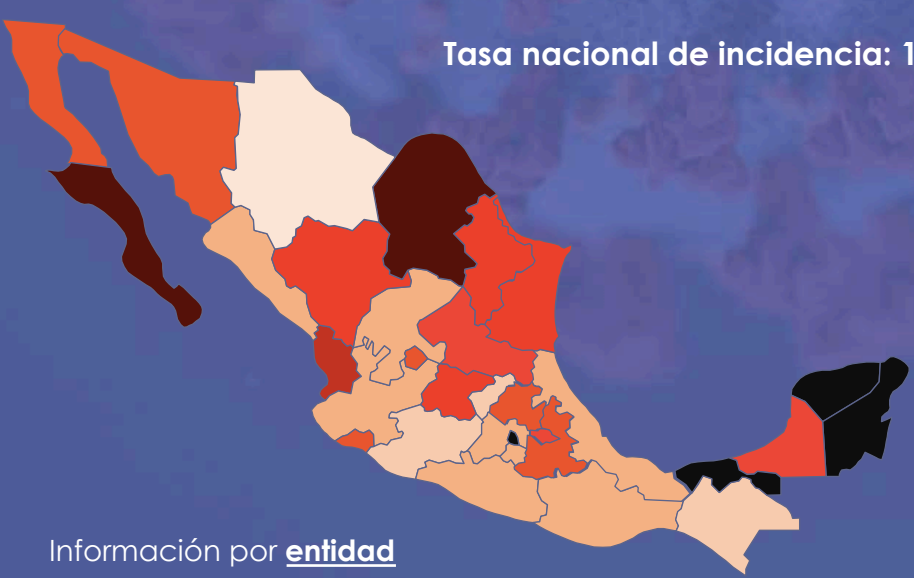 Tasa nacional de incidencia: 1
Información por entidad